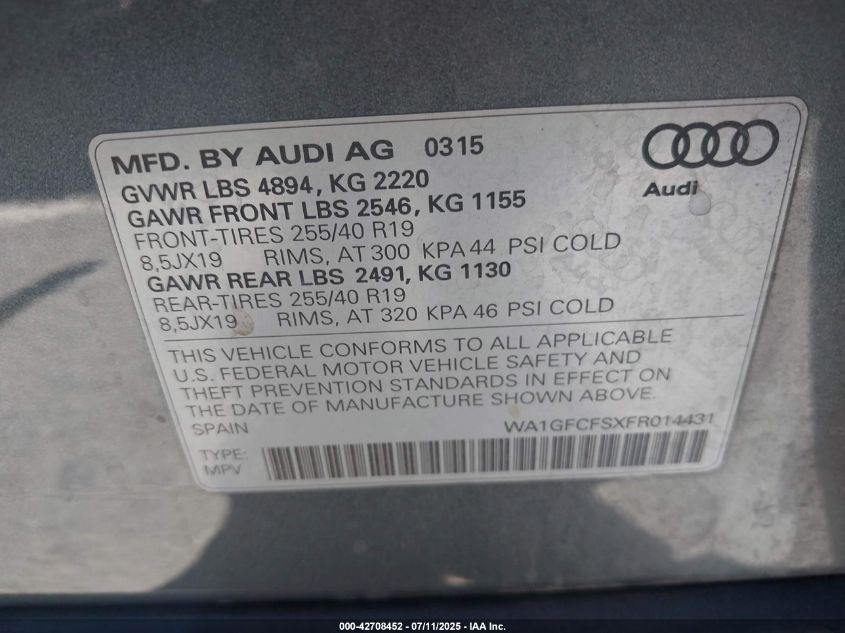 MFD. BY AUDI AG 0315
Audi
GVWR LBS 4894, KG 2220
GAWR FRONT LBS 2546, KG 1155
FRONT-TIRES 255/40 R19
8,5JX19 RIMS, AT 300 KPA 44 PSI COLD
GAWR REAR LBS 2491, KG 1130
REAR-TIRES 255/40 R19
8,5JX19 RIMS, AT 320 KPA 46 PSI COLD
THIS VEHICLE CONFORMS TO ALL APPLICABLE
U.S. FEDERAL MOTOR VEHICLE SAFETY AND
THEFT PREVENTION STANDARDS IN EFFECT ON
THE DATE OF MANUFACTURE SHOWN ABOVE.
SPAIN WA1GFCFSXFR014431
TYPE:
MPV
000-42708452 - 07/11/2025 - IAA Inc.